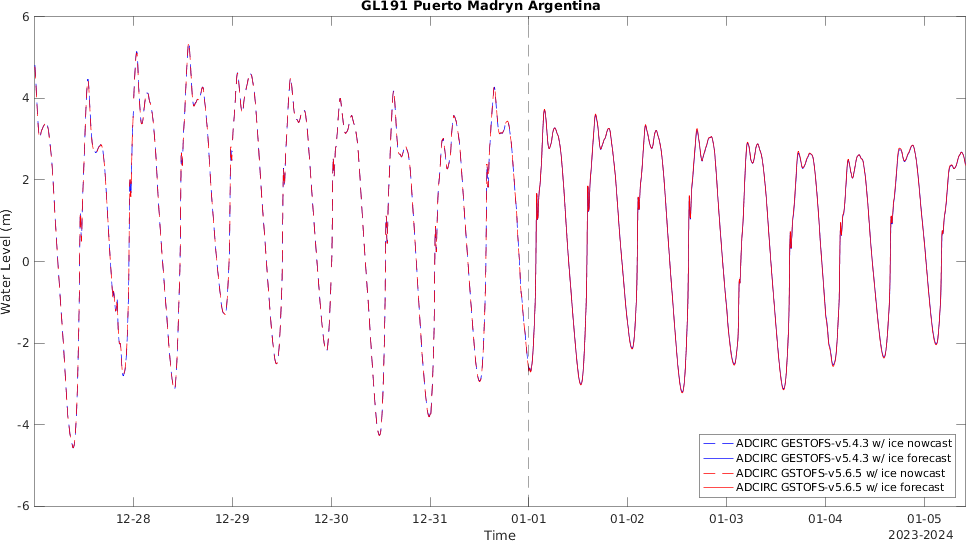 GL191 Puerto Madryn Argentina
6
4
2
0
-2
-4
-6
Water Level (m)
12-28 12-29 12-30 12-31 01-01 01-02 01-03 01-04 01-05
Time
2023-2024
ADCIRC GESTOFS-v5.4.3 w/ ice nowcast
ADCIRC GESTOFS-v5.4.3 w/ ice forecast
ADCIRC GSTOFS-v5.6.5 w/ ice nowcast
ADCIRC GSTOFS-v5.6.5 w/ ice forecast